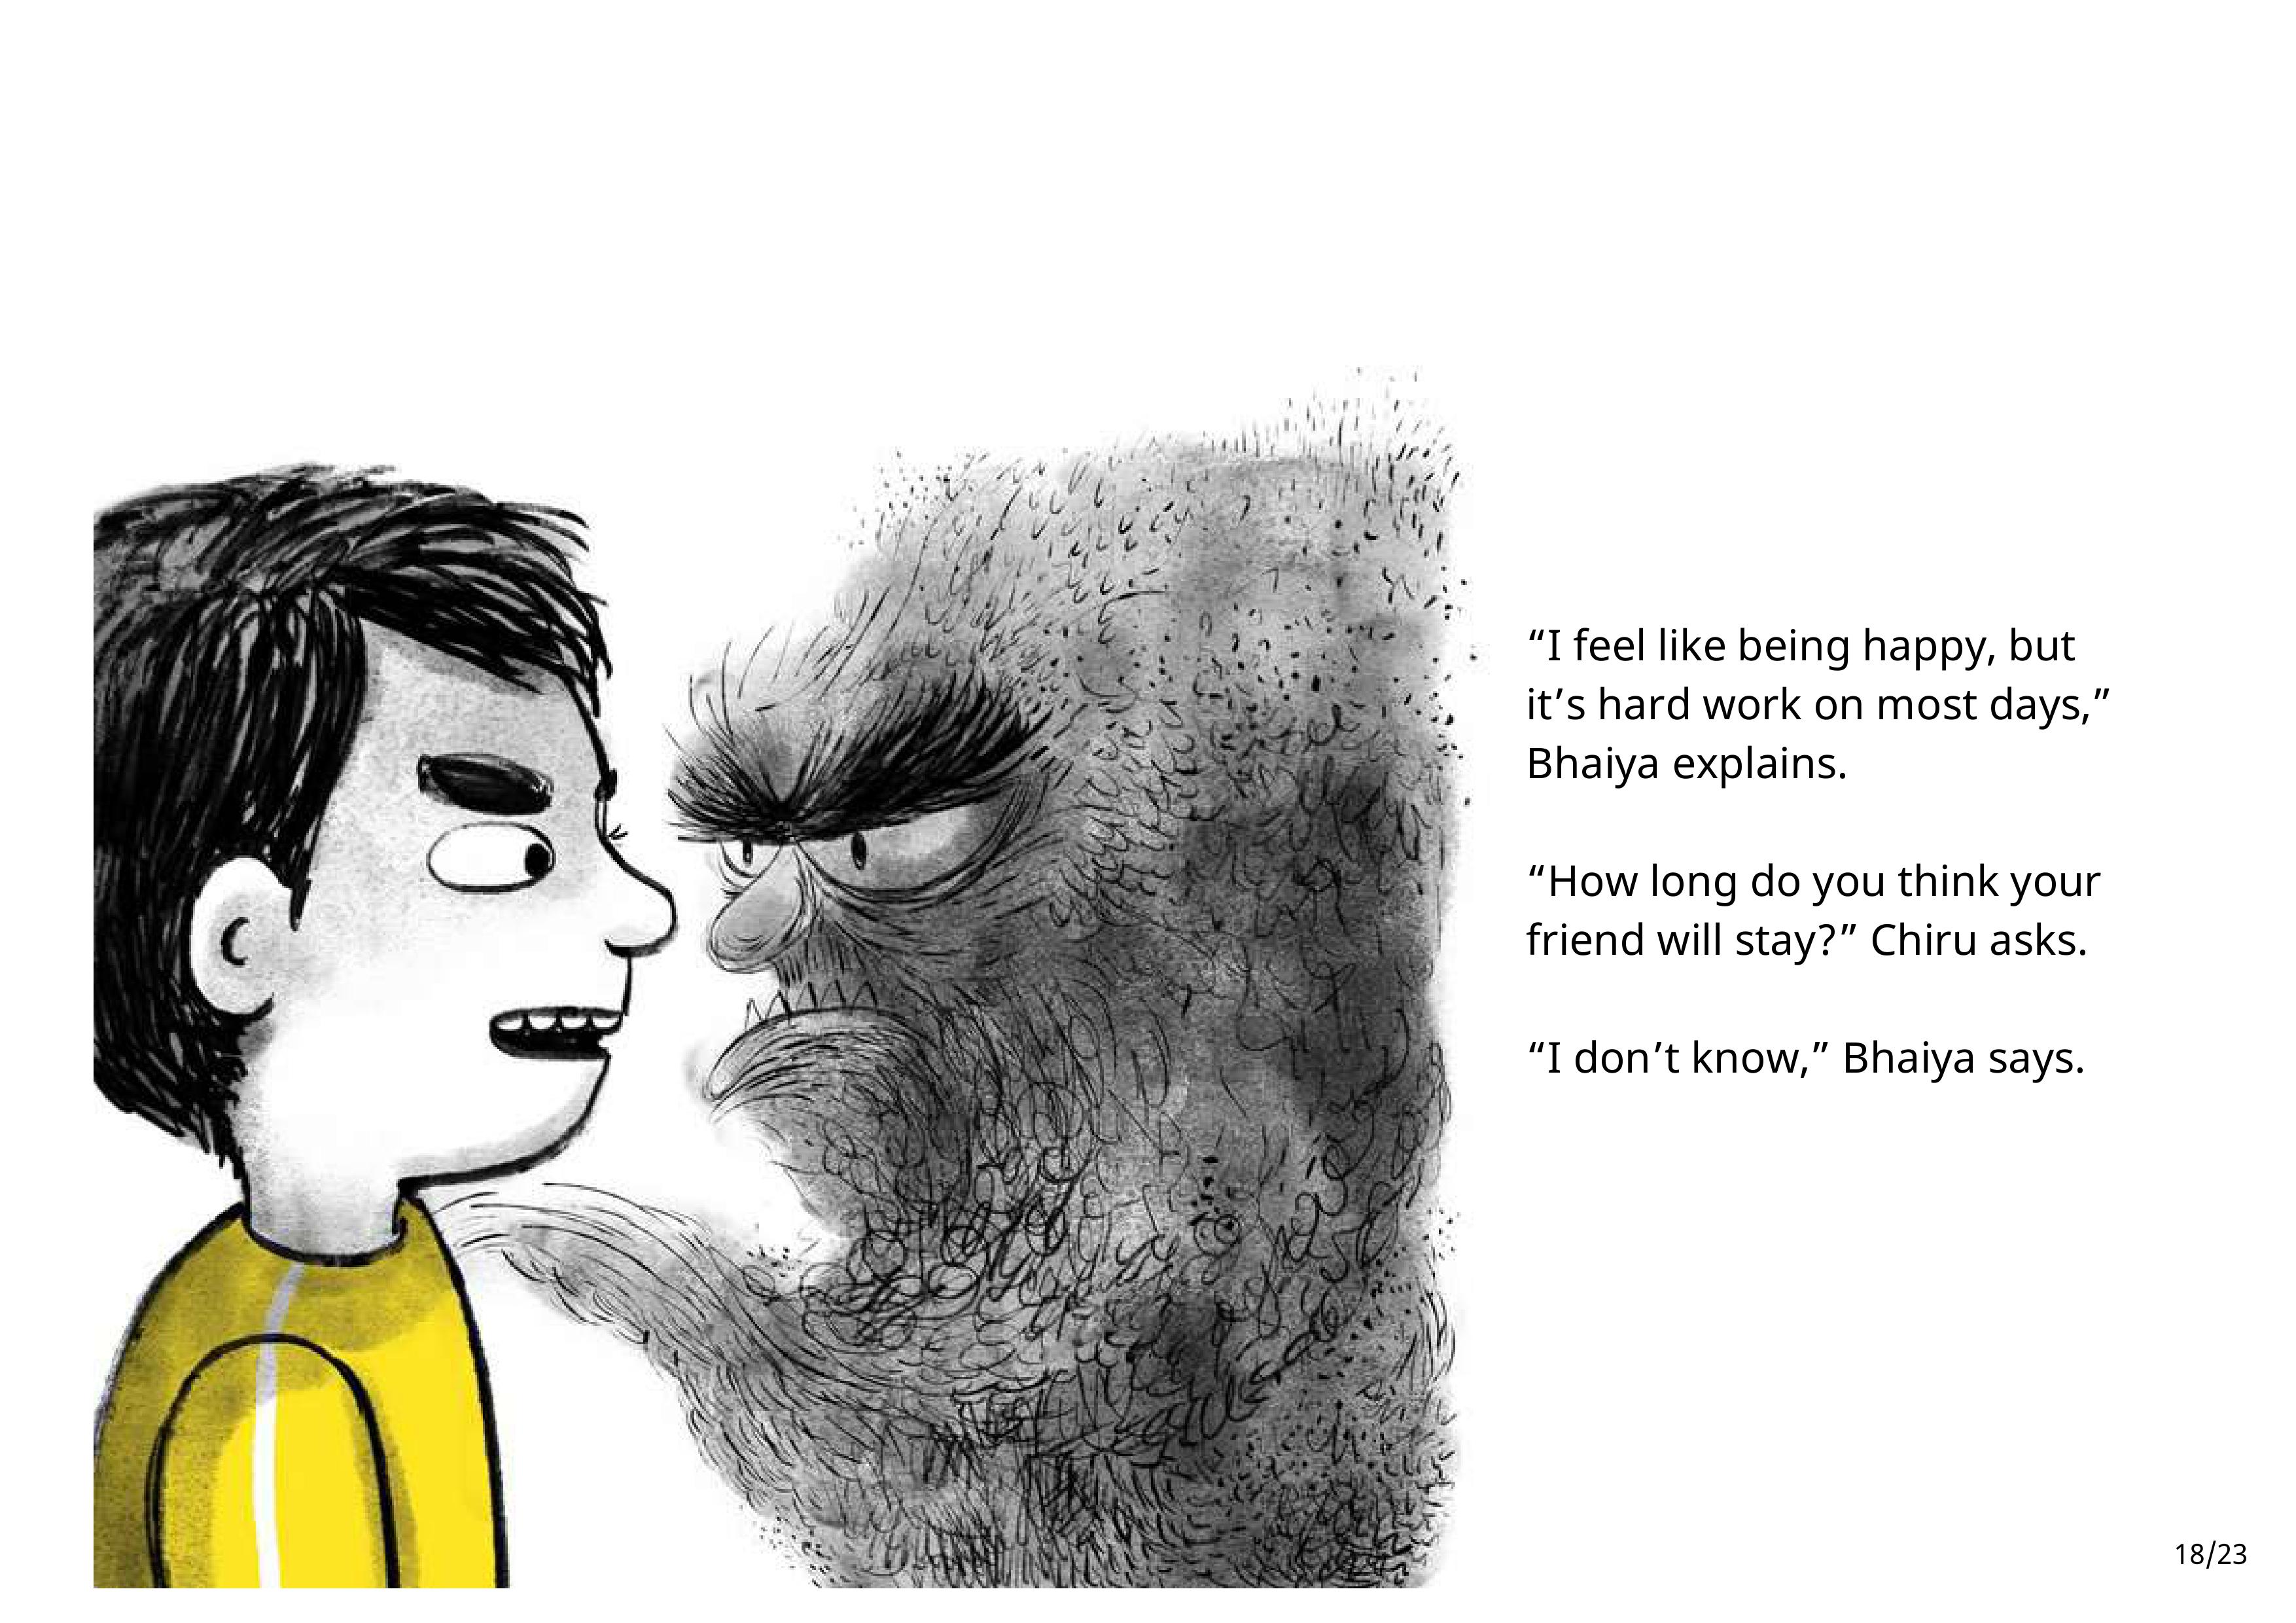 “I feel like being happy, but
it’s hard work on most days,”
Bhaiya explains.
“How long do you think your
friend will stay?” Chiru asks.
“I don’t know,” Bhaiya says.
18/23